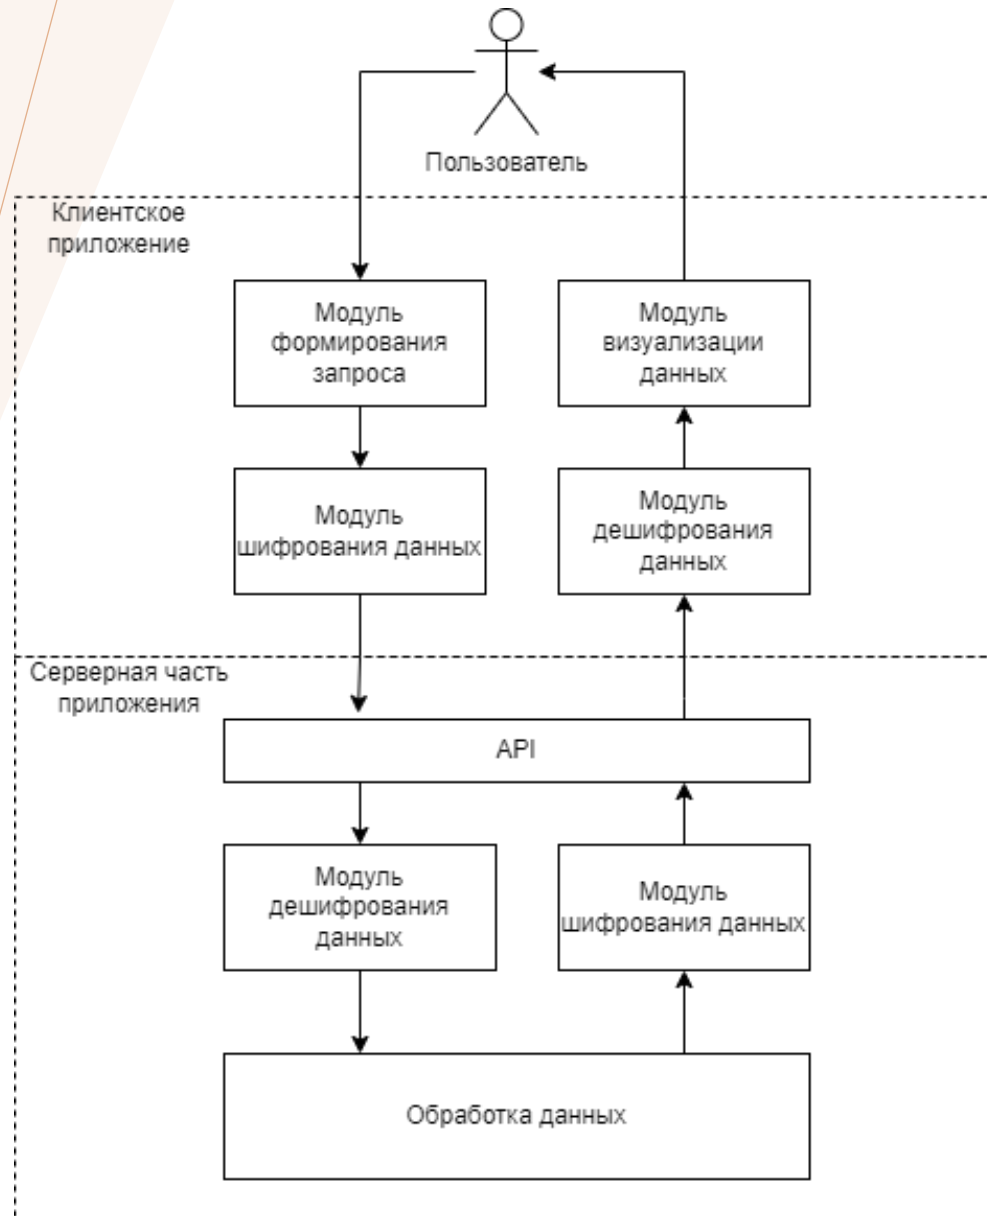 Пользователь
Клиентское
приложение
Модуль
формирования
запроса
Модуль
визуализации
данных
Модуль
шифрования данных
Модуль
дешифрования
данных
Серверная часть
приложения
API
Модуль
дешифрования
данных
Модуль
шифрования данных
Обработка данных